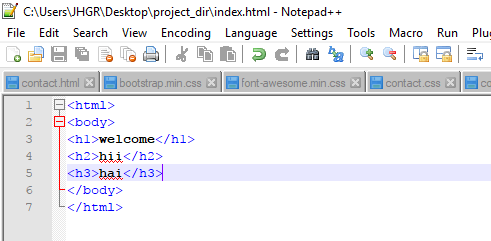 C:\Users\JHGR\Desktop\project_dir\index.html - Notepad++
File Edit Search View Encoding Language Settings Tools Macro Run Plu
contact.html bootstrap.min.css font-awesome.min.css contact.css co
1 <html>
2 <body>
3 <h1>welcome</h1>
4 <h2>hii</h2>
5 <h3>hai</h3>
6 </body>
7 </html>